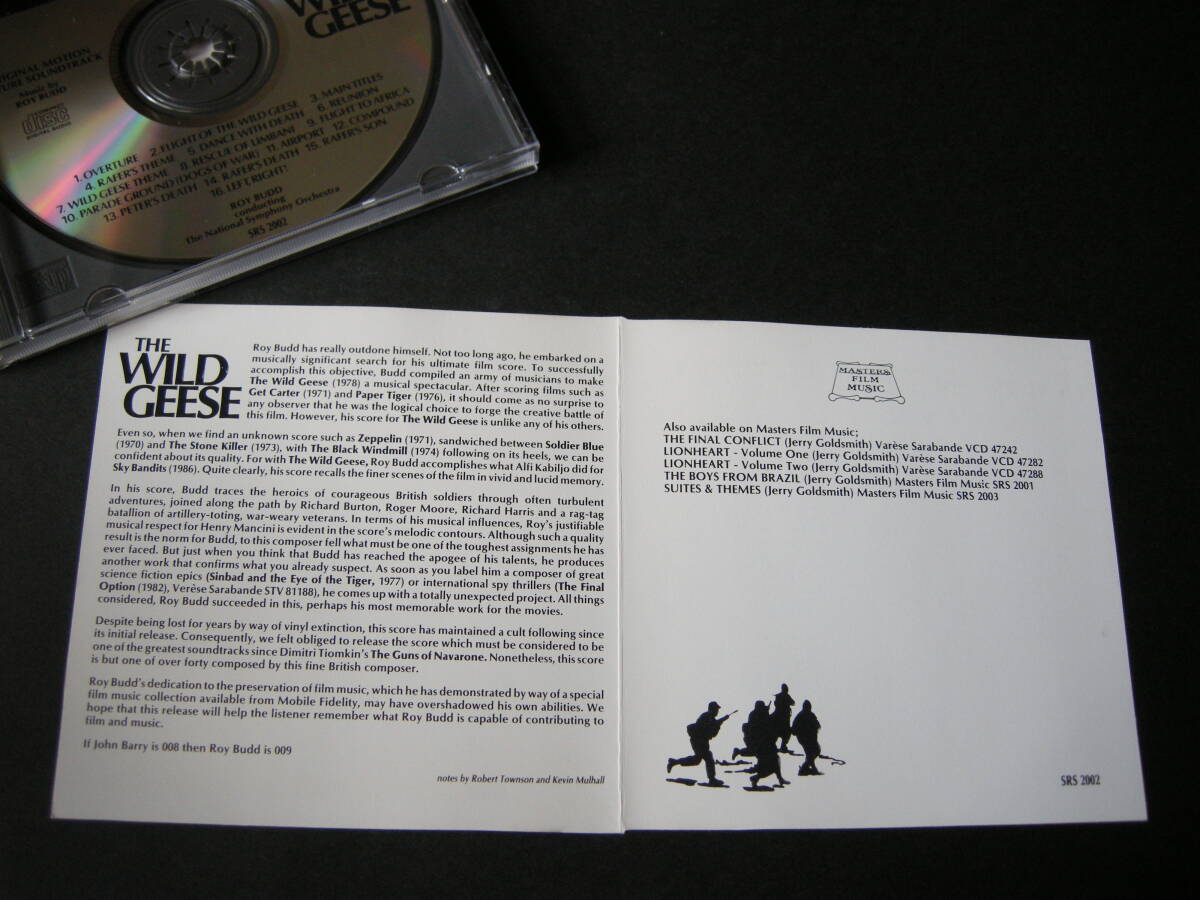 WILD
GEESE
ORIGINAL MOTION
PICTURE SOUNDTRACK
Music by
ROY BUDD
disc
DIGITAL AUDIO
1. OVERTURE 2. FLIGHT OF THE WILD GEESE 3. MAIN TITLES
4. RAFER'S THEME 5. DANCE WITH DEATH 6. REUNION
7. WILD GEESE THEME 8. RESCUE OF LIMBANI 9. FLIGHT TO AFRICA
10. PARADE GROUND (DOGS OF WAR) 11. AIRPORT 12. COMPOUND
13. PETER'S DEATH 14. RAFER'S DEATH 15. RAFER'S SON
16. LEFT, RIGHT!
ROY BUDD
conducting
The National Symphony Orchestra
SRS 2002
THE
WILD
GEESE
Roy Budd has really outdone himself. Not too long ago, he embarked on a
musically significant search for his ultimate film score. To successfully
accomplish this objective, Budd compiled an army of musicians to make
The Wild Geese (1978) a musical spectacular. After scoring films such as
Get Carter (1971) and Paper Tiger (1976), it should come as no surprise to
any observer that he was the logical choice to forge the creative battle of
this film. However, his score for The Wild Geese is unlike any of his others.
Even so, when we find an unknown score such as Zeppelin (1971), sandwiched between Soldier Blue
(1970) and The Stone Killer (1973), with The Black Windmill (1974) following on its heels, we can be
confident about its quality. For with The Wild Geese, Roy Budd accomplishes what Alfi Kabiljo did for
Sky Bandits (1986). Quite clearly, his score recalls the finer scenes of the film in vivid and lucid memory.
In his score, Budd traces the heroics of courageous British soldiers through often turbulent
adventures, joined along the path by Richard Burton, Roger Moore, Richard Harris and a rag-tag
batallion of artillery-toting, war-weary veterans. In terms of his musical influences, Roy's justifiable
musical respect for Henry Mancini is evident in the score's melodic contours. Although such a quality
result is the norm for Budd, to this composer fell what must be one of the toughest assignments he has
ever faced. But just when you think that Budd has reached the apogee of his talents, he produces
another work that confirms what you already suspect. As soon as you label him a composer of great
science fiction epics (Sinbad and the Eye of the Tiger, 1977) or international spy thrillers (The Final
Option (1982), Verèse Sarabande STV 81188), he comes up with a totally unexpected project. All things
considered, Roy Budd succeeded in this, perhaps his most memorable work for the movies.
Despite being lost for years by way of vinyl extinction, this score has maintained a cult following since
its initial release. Consequently, we felt obliged to release the score which must be considered to be
one of the greatest soundtracks since Dimitri Tiomkin's The Guns of Navarone. Nonetheless, this score
is but one of over forty composed by this fine British composer.
Roy Budd's dedication to the preservation of film music, which he has demonstrated by way of a special
film music collection available from Mobile Fidelity, may have overshadowed his own abilities. We
hope that this release will help the listener remember what Roy Budd is capable of contributing to
film and music.
If John Barry is 008 then Roy Budd is 009
notes by Robert Townson and Kevin Mulhall
MASTERS
FILM
MUSIC
Also available on Masters Film Music;
THE FINAL CONFLICT (Jerry Goldsmith) Varèse Sarabande VCD 47242
LIONHEART - Volume One (Jerry Goldsmith) Varèse Sarabande VCD 47282
LIONHEART - Volume Two (Jerry Goldsmith) Varèse Sarabande VCD 47288
THE BOYS FROM BRAZIL (Jerry Goldsmith) Masters Film Music SRS 2001
SUITES & THEMES (Jerry Goldsmith) Masters Film Music SRS 2003
SRS 2002